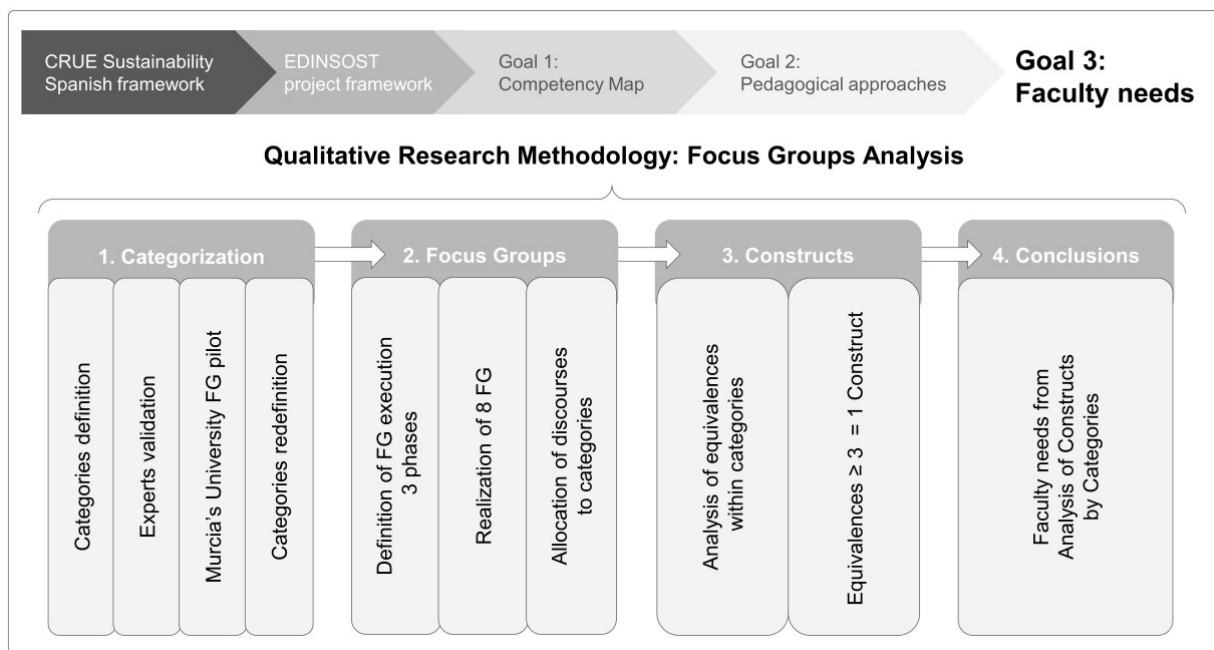 CRUE Sustainability
Spanish framework
EDINSOST
project framework
Goal 1:
Competency Map
Goal 2:
Pedagogical approaches
Goal 3:
Faculty needs
Qualitative Research Methodology: Focus Groups Analysis
1. Categorization
Categories definition
Experts validation
Murcia's University FG pilot
Categories redefinition
2. Focus Groups
Definition of FG execution
3 phases
Realization of 8 FG
Allocation of discourses
to categories
3. Constructs
Analysis of equivalences
within categories
Equivalences ≥ 3 = 1 Construct
4. Conclusions
Faculty needs from
Analysis of Constructs
by Categories